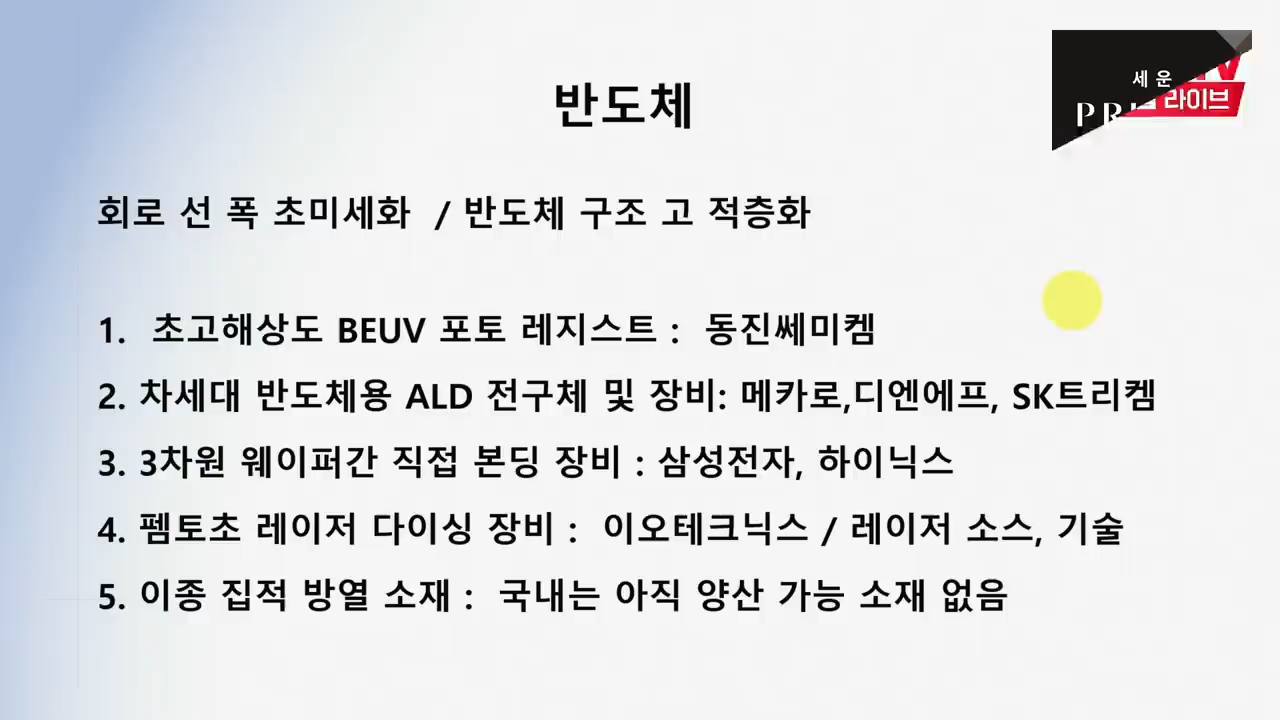 반도체
세 운
라이브
회로 선 폭 초미세화 / 반도체 구조 고 적층화
1. 초고해상도 BEUV 포토 레지스트 : 동진쎄미켐
2. 차세대 반도체용 ALD 전구체 및 장비: 메카로,디엔에프, SK트리켐
3. 3차원 웨이퍼간 직접 본딩 장비 : 삼성전자, 하이닉스
4. 펨토초 레이저 다이싱 장비 : 이오테크닉스 / 레이저 소스, 기술
5. 이종 집적 방열 소재 : 국내는 아직 양산 가능 소재 없음